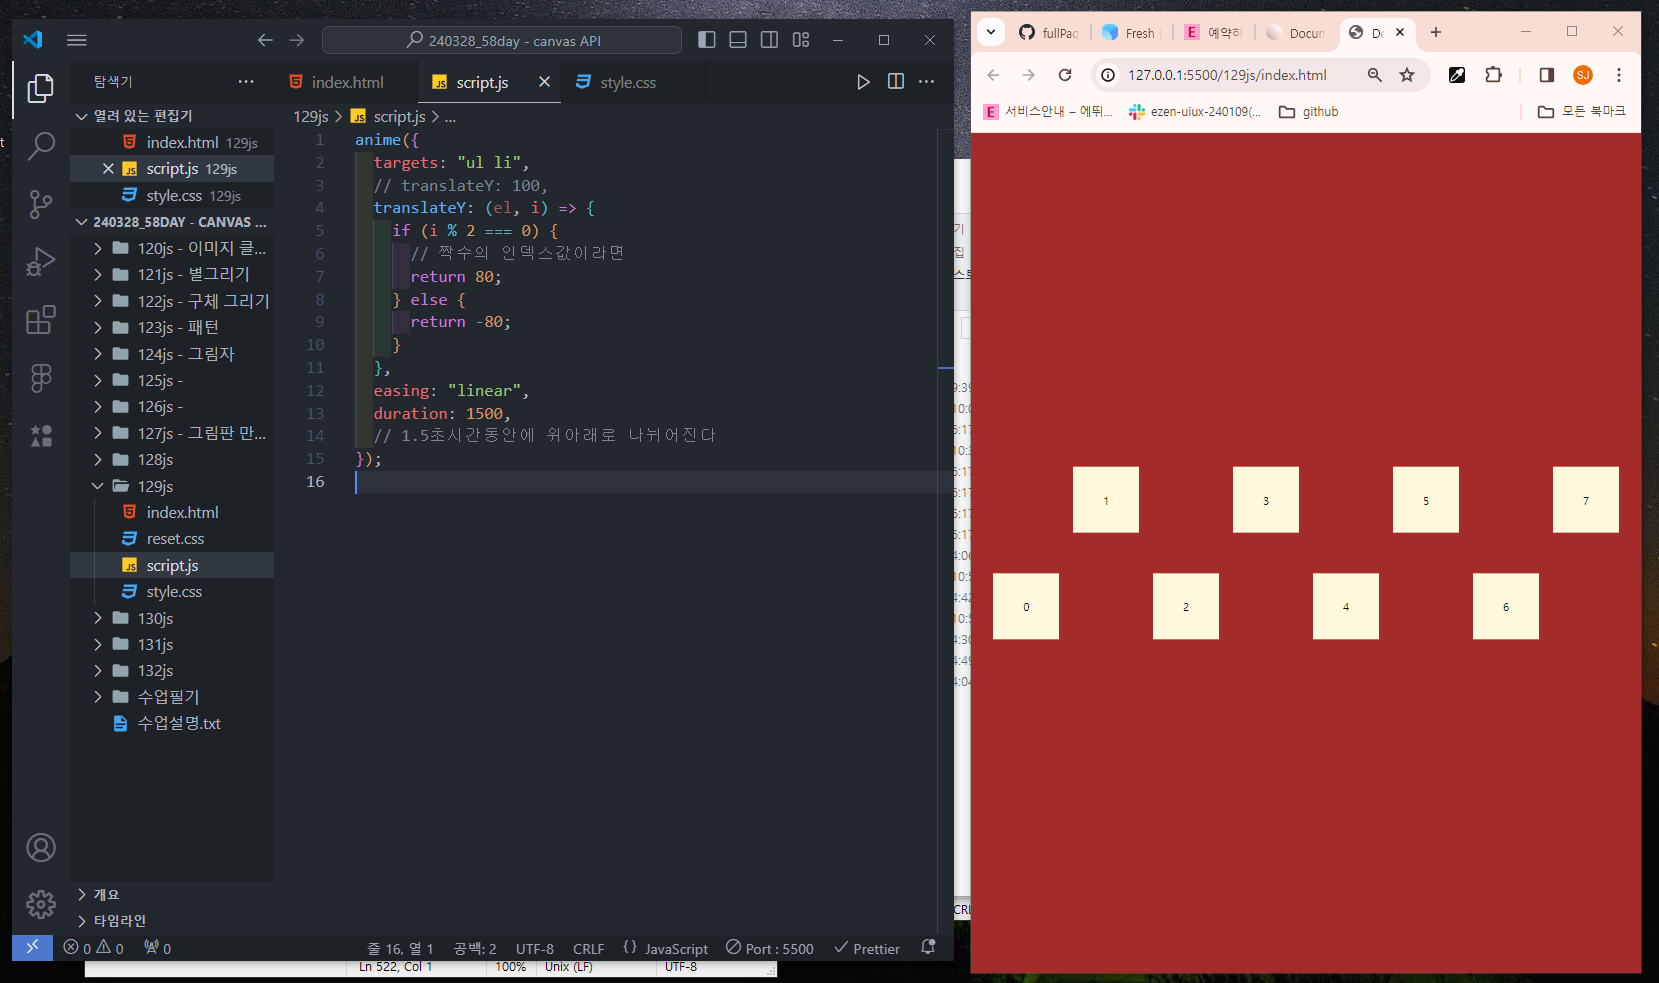 240328_58day - canvas API
탐색기
index.html
script.js
style.css
열려 있는 편집기
index.html 129js
script.js 129js
style.css 129js
240328_58DAY - CANVAS ...
120js - 이미지 클...
121js - 별그리기
122js - 구체 그리기
123js - 패턴
124js - 그림자
125js -
126js -
127js - 그림판 만...
128js
129js
index.html
reset.css
script.js
style.css
130js
131js
132js
수업필기
수업설명.txt
개요
타임라인
129js > script.js > ...
1 anime({
2 targets: "ul li",
3 // translateY: 100,
4 translateY: (el, i) => {
5 if (i % 2 === 0) {
6 // 짝수의 인덱스값이라면
7 return 80;
8 } else {
9 return -80;
10 }
11 },
12 easing: "linear",
13 duration: 1500,
14 // 1.5초시간동안에 위아래로 나뉘어진다
15 });
16
0 0 0
줄 16, 열 1 공백: 2 UTF-8 CRLF {} JavaScript Port : 5500 Prettier
Ln 522, Col 1 100% Unix (LF) UTF-8
fullPag Fresh 예약하 Docun Do
127.0.0.1:5500/129js/index.html
SJ
서비스안내 – 에뛰... ezen-uiux-240109(... github 모든 북마크
1 3 5 7
0 2 4 6